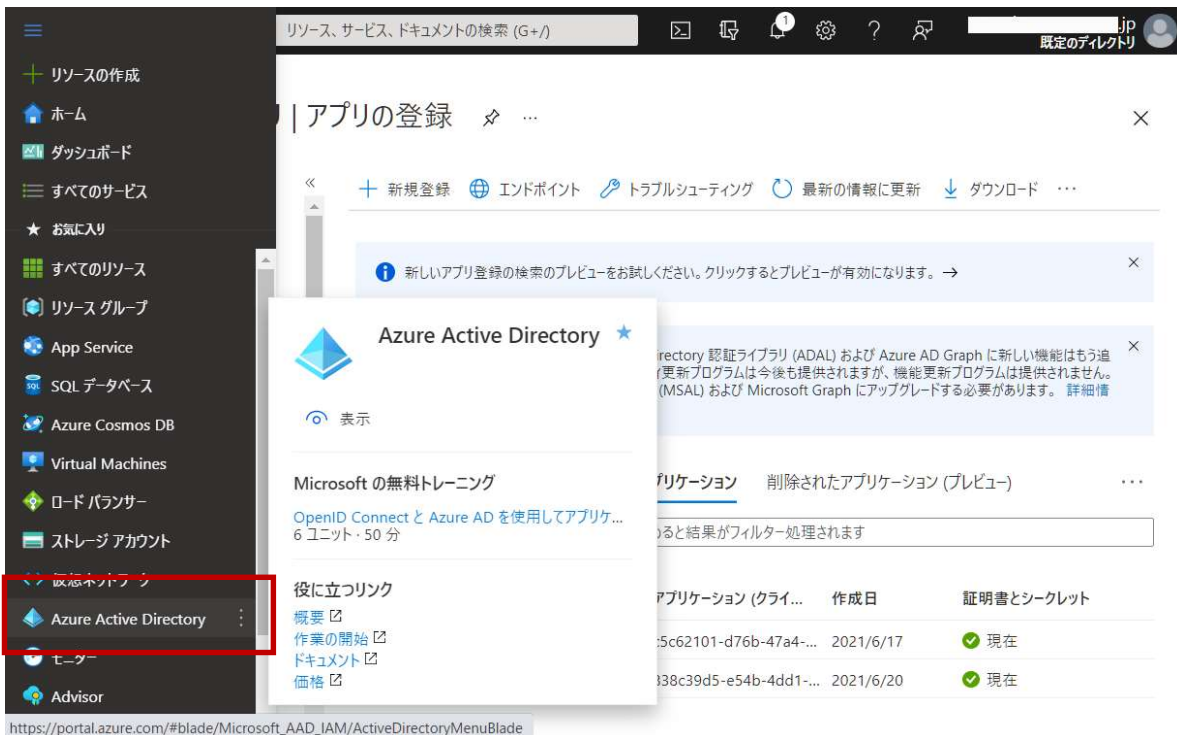 リソース、サービス、ドキュメントの検索 (G+/)
1
.jp
既定のディレクトリ
リソースの作成
ホーム
ダッシュボード
すべてのサービス
お気に入り
すべてのリソース
リソース グループ
App Service
SQL データベース
Azure Cosmos DB
Virtual Machines
ロード バランサー
ストレージ アカウント
仮想ネットワーク
Azure Active Directory
モニター
Advisor
| アプリの登録
新規登録
エンドポイント
トラブルシューティング
最新の情報に更新
ダウンロード
新しいアプリ登録の検索のプレビューをお試しください。クリックするとプレビューが有効になります。 →
Azure Active Directory
表示
Microsoft の無料トレーニング
OpenID Connect と Azure AD を使用してアプリケ...
6 ユニット · 50 分
役に立つリンク
概要
作業の開始
ドキュメント
価格
irectory 認証ライブラリ (ADAL) および Azure AD Graph に新しい機能はもう追
更新プログラムは今後も提供されますが、機能更新プログラムは提供されません。
(MSAL) および Microsoft Graph にアップグレードする必要があります。 詳細情
プリケーション
削除されたアプリケーション (プレビュー)
ると結果がフィルター処理されます
アプリケーション (クライ...
作成日
証明書とシークレット
5c62101-d76b-47a4-...
2021/6/17
現在
38c39d5-e54b-4dd1-...
2021/6/20
現在
https://portal.azure.com/#blade/Microsoft_AAD_IAM/ActiveDirectoryMenuBlade